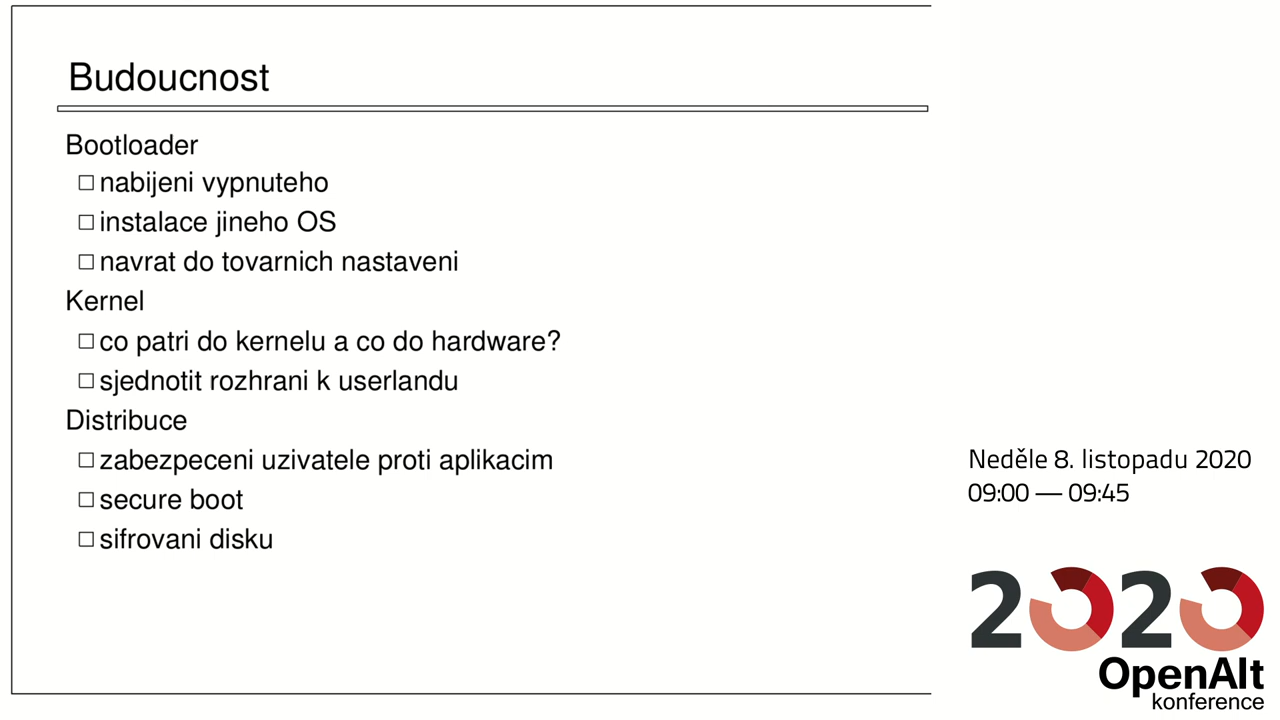 Budoucnost
Bootloader
nabijeni vypnuteho
instalace jineho OS
navrat do tovarnich nastaveni
Kernel
co patri do kernelu a co do hardware?
sjednotit rozhrani k userlandu
Distribuce
zabezpeceni uzivatele proti aplikacim
secure boot
sifrovani disku
Neděle 8. listopadu 2020
09:00 — 09:45
2020
OpenAlt
konference